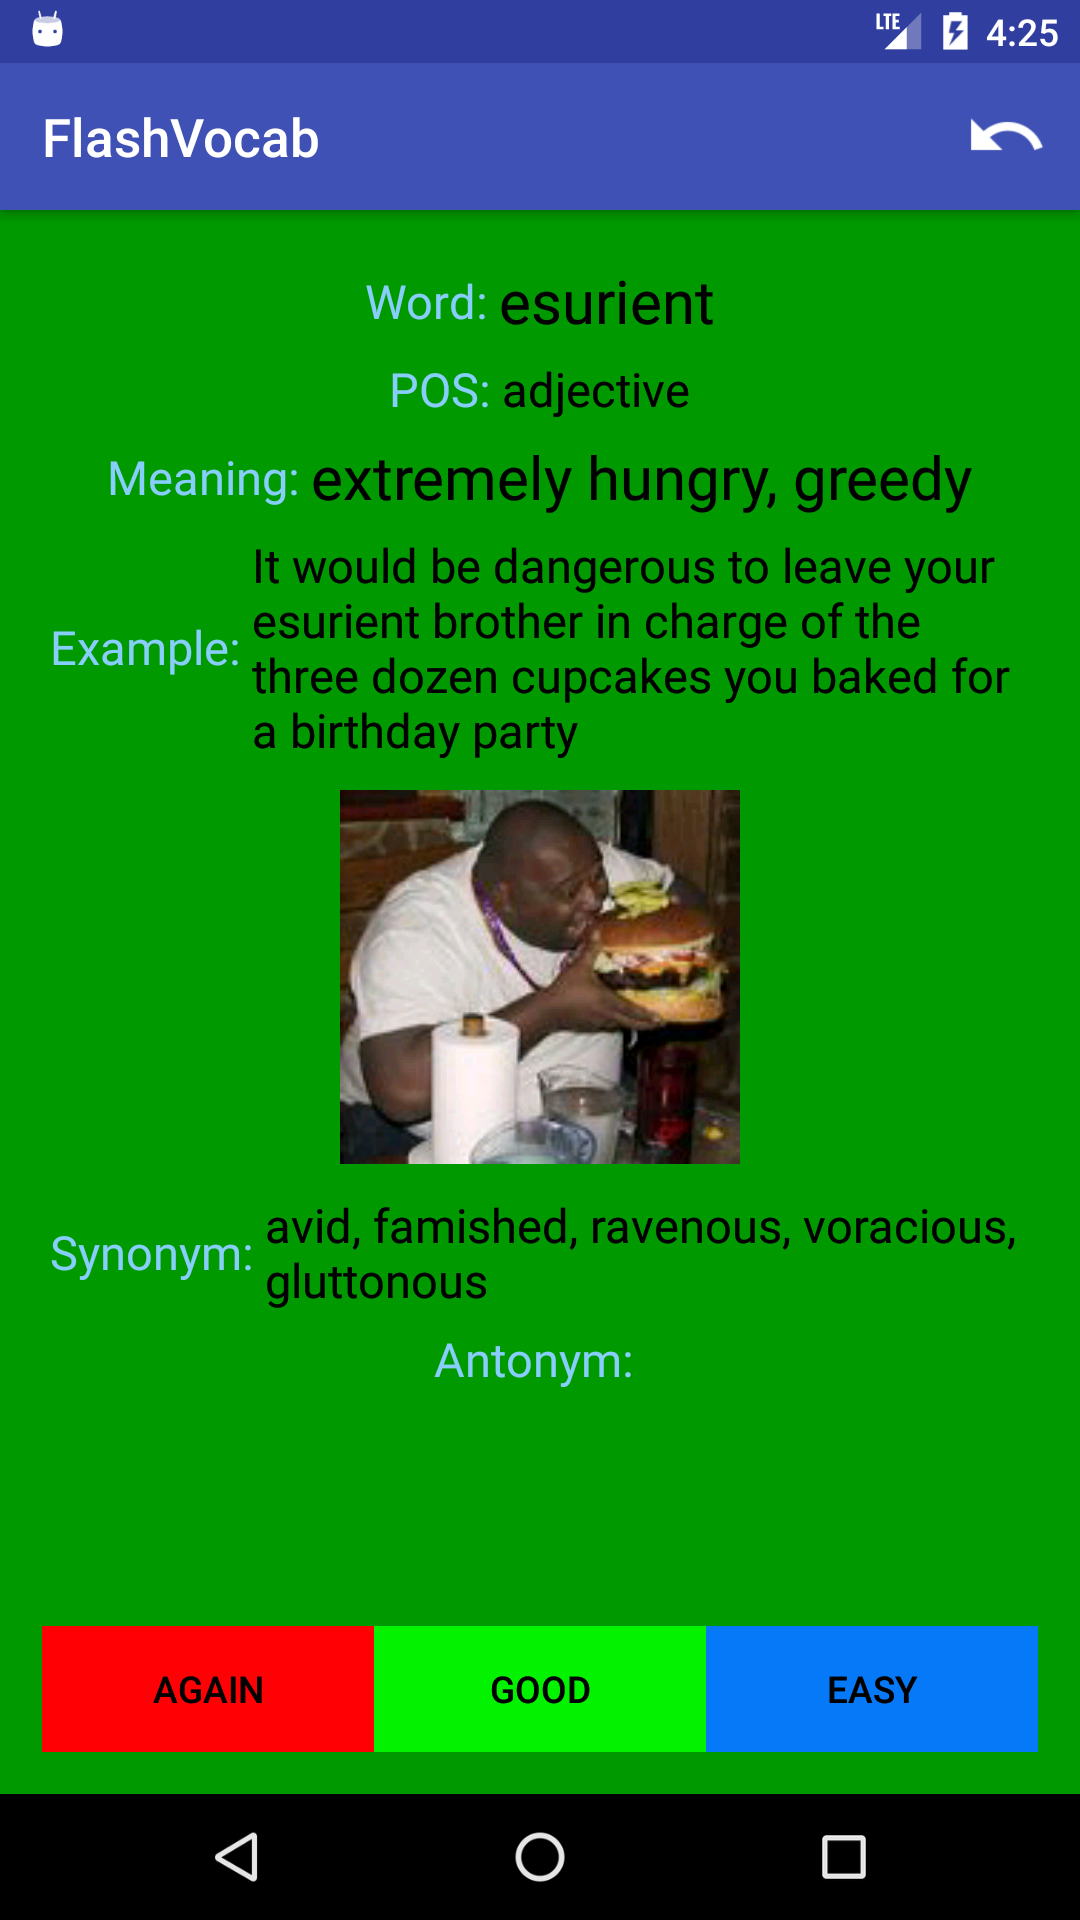 LTE 4:25
FlashVocab
Word: esurient
POS: adjective
Meaning: extremely hungry, greedy
Example: It would be dangerous to leave your
esurient brother in charge of the
three dozen cupcakes you baked for
a birthday party
Synonym: avid, famished, ravenous, voracious,
gluttonous
Antonym:
AGAIN GOOD EASY